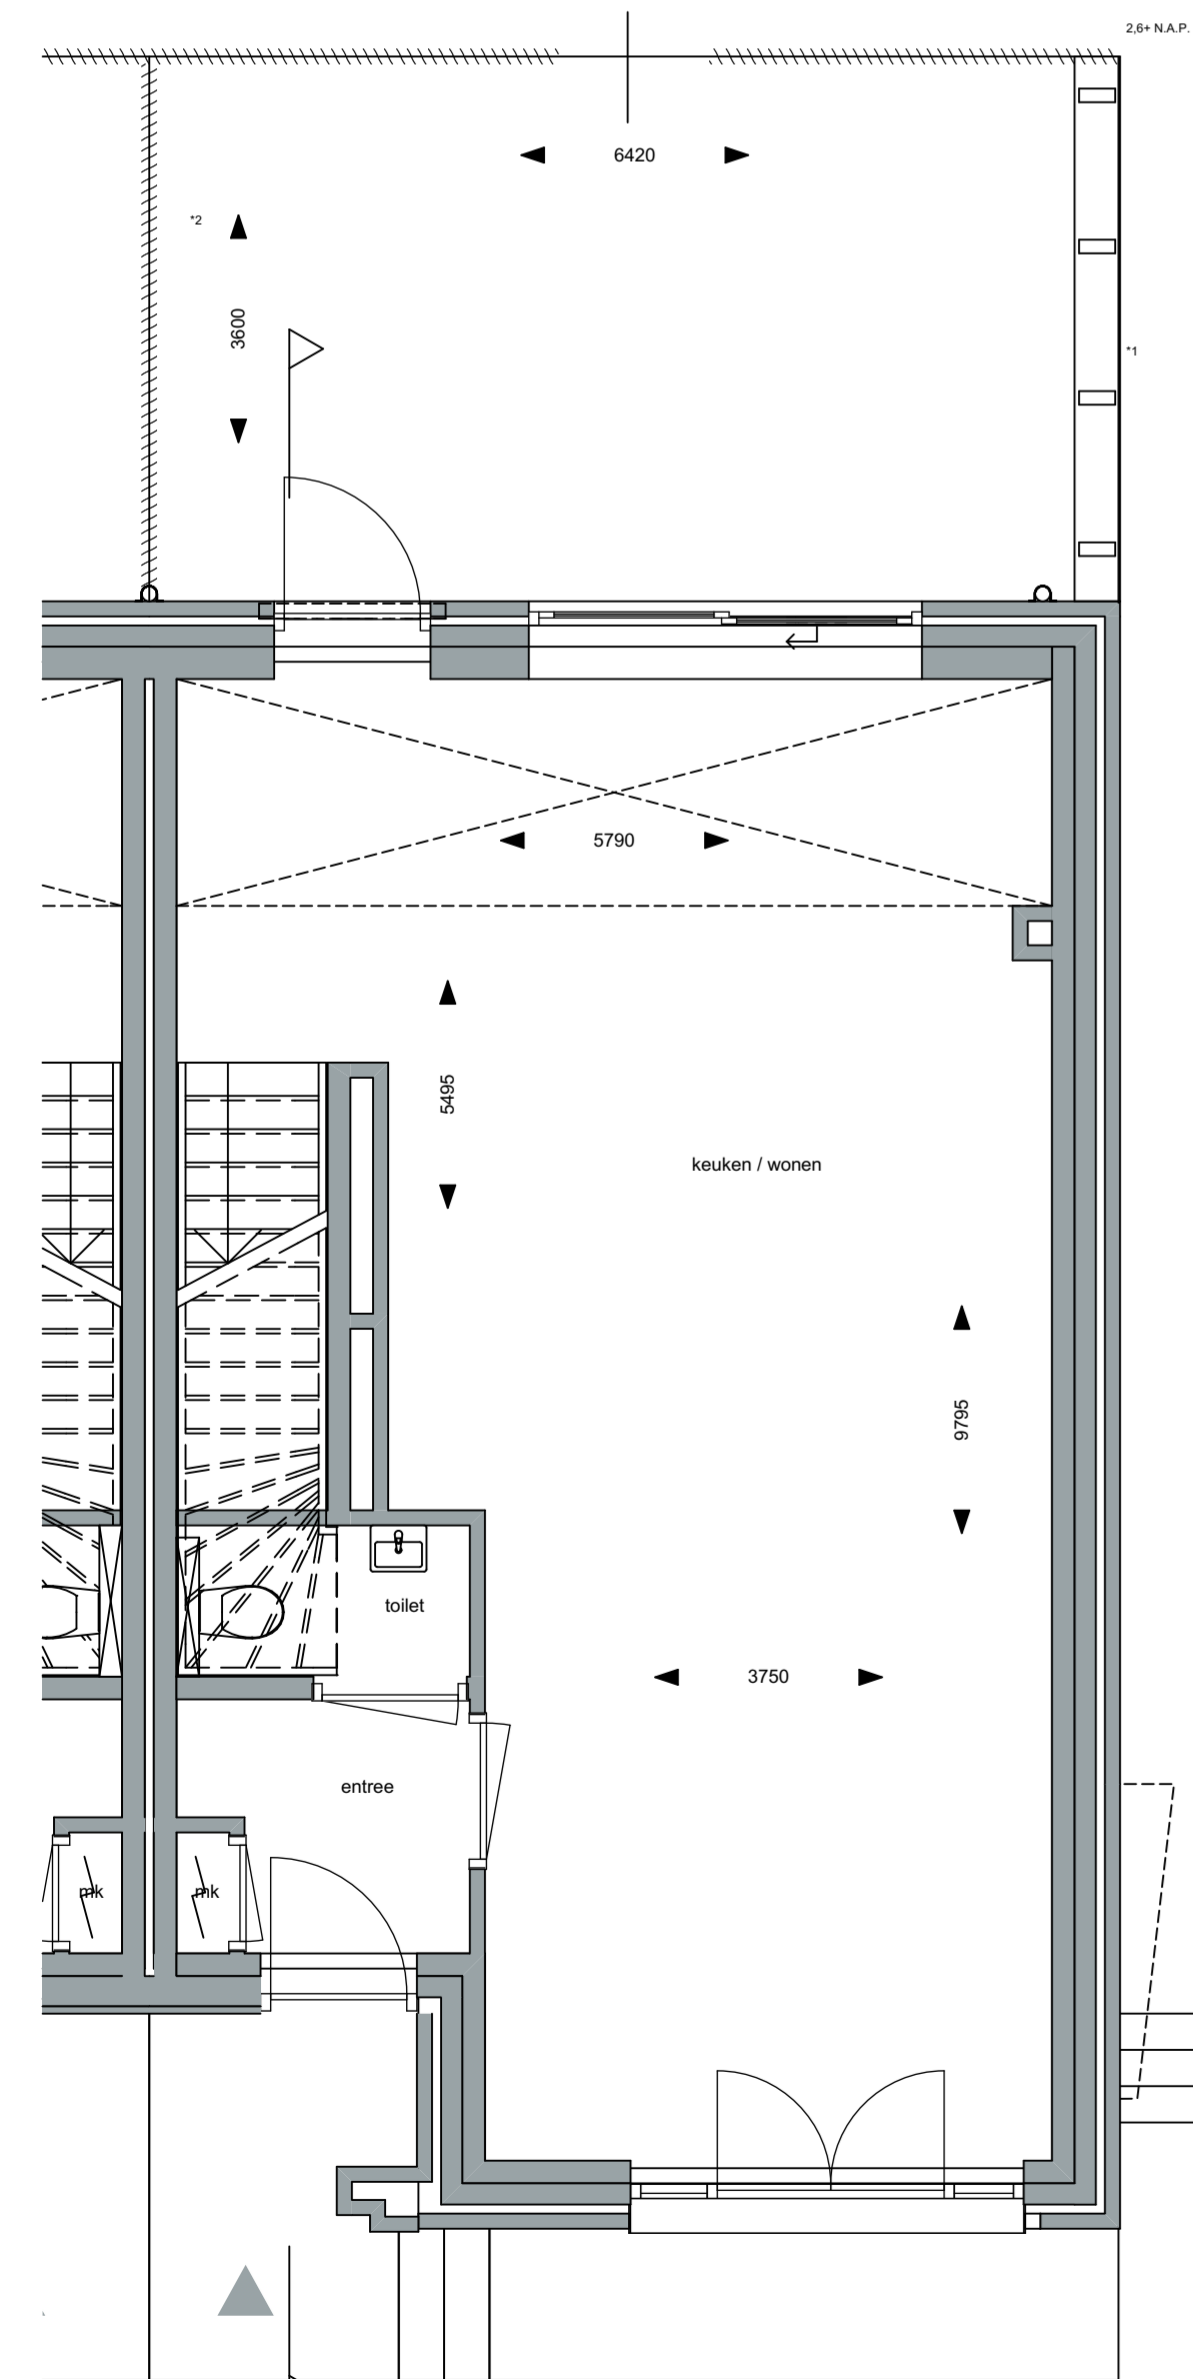 2,6+ N.A.P.
6420
*2
3600
*1
5790
5495
keuken / wonen
9795
toilet
3750
entree
mk
mk